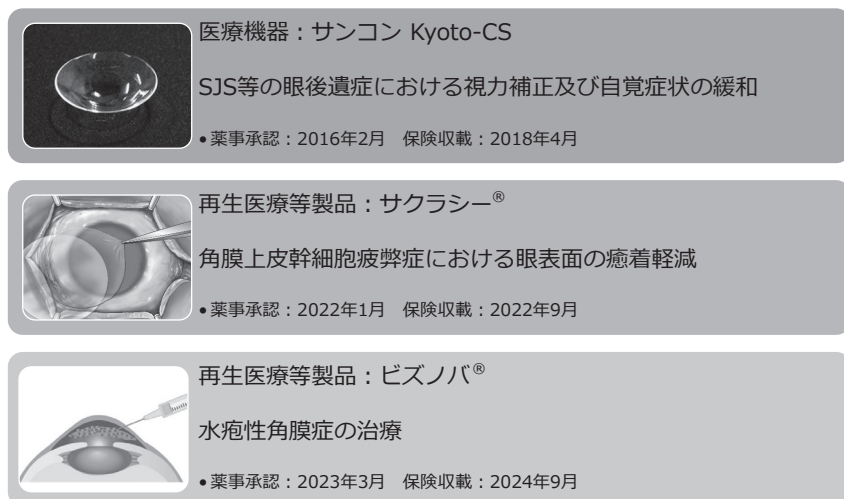 医療機器：サンコン Kyoto-CS
SJS等の眼後遺症における視力補正及び自覚症状の緩和
•薬事承認：2016年2月　保険収載：2018年4月
再生医療等製品：サクラシー®
角膜上皮幹細胞疲弊症における眼表面の癒着軽減
•薬事承認：2022年1月　保険収載：2022年9月
再生医療等製品：ビズノバ®
水疱性角膜症の治療
•薬事承認：2023年3月　保険収載：2024年9月